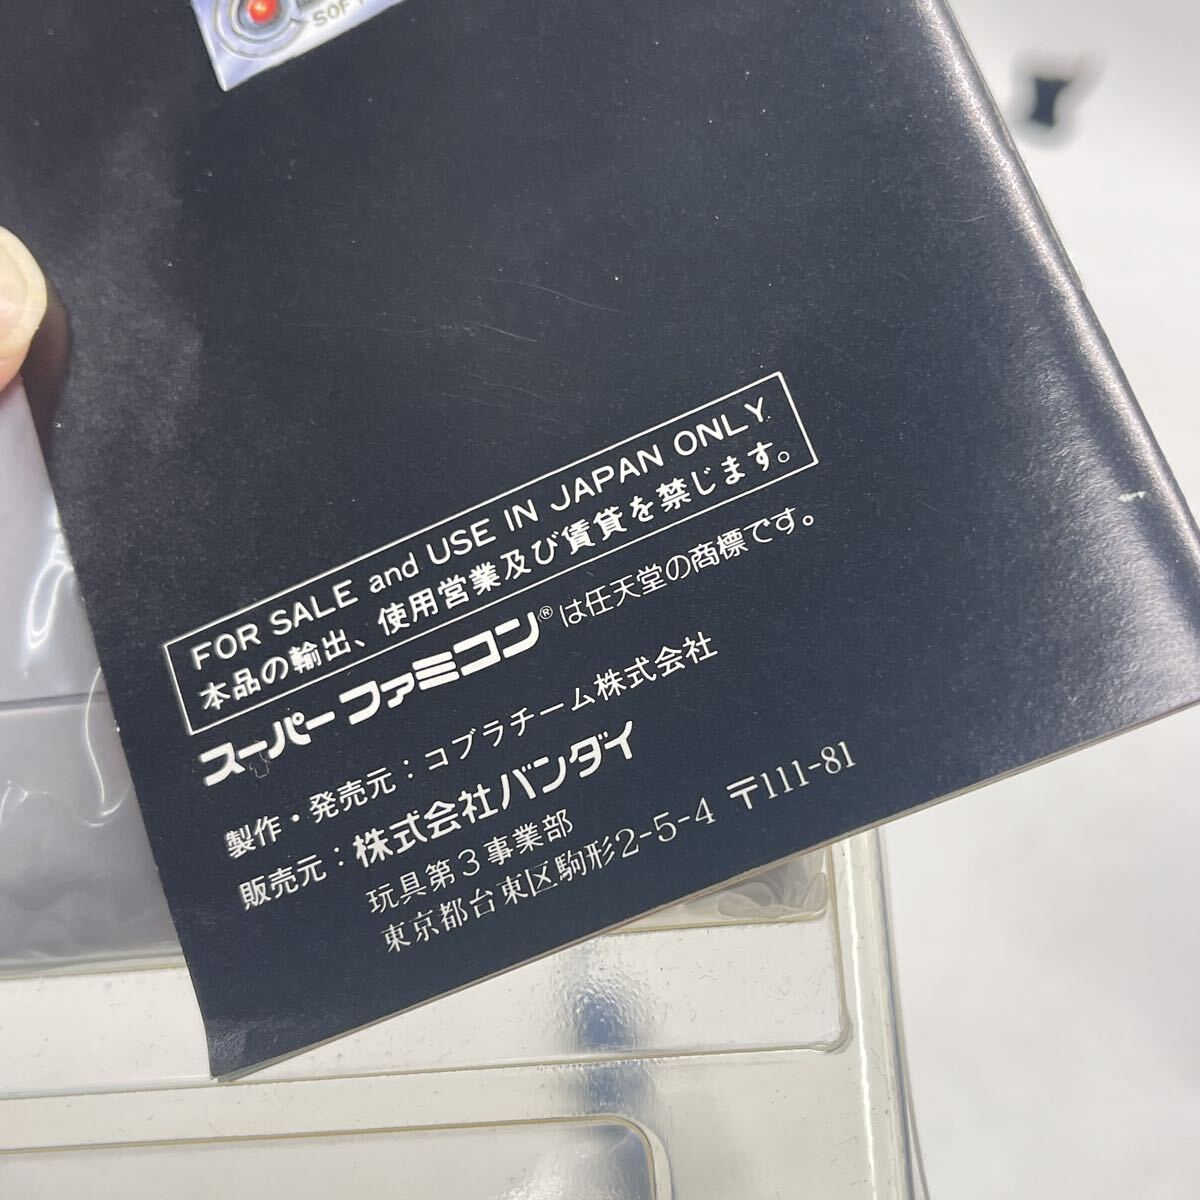 SOFT
FOR SALE and USE IN JAPAN ONLY.
本品の輸出、使用営業及び賃貸を禁じます。
スーパーファミコン®は任天堂の商標です。
製作・発売元：コブラチーム株式会社
販売元：株式会社バンダイ
玩具第3事業部
東京都台東区駒形2-5-4 〒111-81